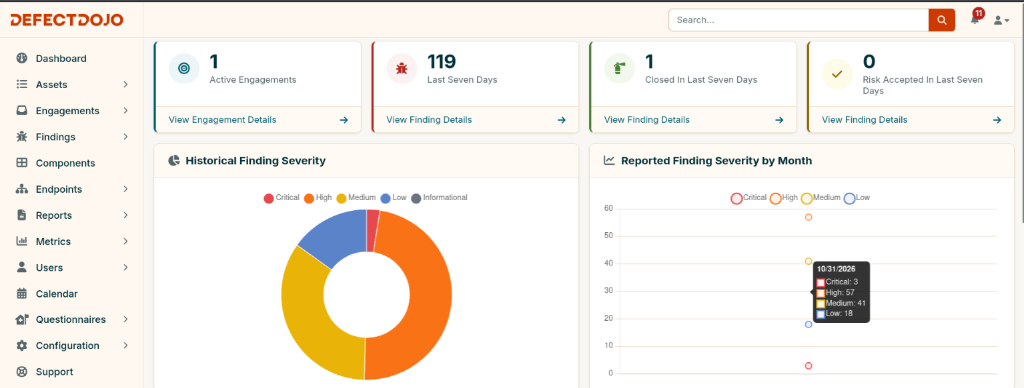 DEFECTDOJO
Search...
11
Dashboard
Assets
Engagements
Findings
Components
Endpoints
Reports
Metrics
Users
Calendar
Questionnaires
Configuration
Support
1
Active Engagements
View Engagement Details
119
Last Seven Days
View Finding Details
1
Closed In Last Seven Days
View Finding Details
0
Risk Accepted In Last Seven
Days
View Finding Details
Historical Finding Severity
Critical High Medium Low Informational
Reported Finding Severity by Month
Critical High Medium Low
60
50
40
30
20
10
0
10/31/2026
Critical: 3
High: 57
Medium: 41
Low: 18